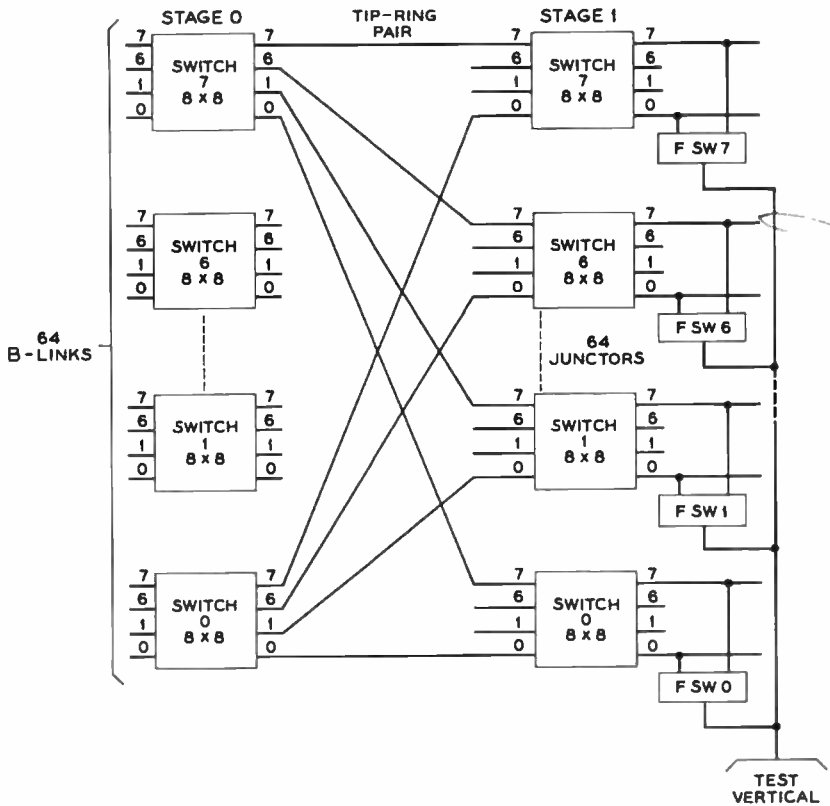 STAGE 0
TIP-RING
PAIR
STAGE 1
7
6
1
0
SWITCH
7
8 X 8
7
6
1
0
7
6
1
0
SWITCH
7
8 X 8
7
6
1
0
F SW 7
7
6
1
0
SWITCH
6
8 X 8
7
6
1
0
7
6
1
0
SWITCH
6
8 X 8
7
6
1
0
F SW 6
64
B-LINKS
64
JUNCTORS
7
6
1
0
SWITCH
1
8 X 8
7
6
1
0
7
6
1
0
SWITCH
1
8 X 8
7
6
1
0
F SW 1
7
6
1
0
SWITCH
0
8 X 8
7
6
1
0
7
6
1
0
SWITCH
0
8 X 8
7
6
1
0
F SW 0
TEST
VERTICAL